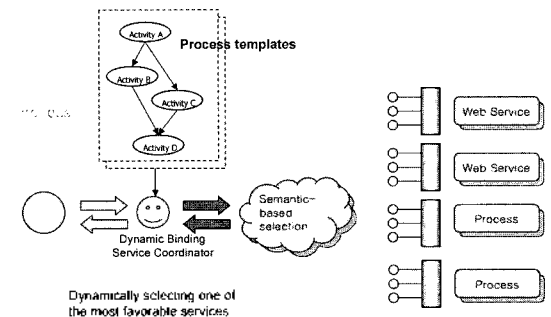 Activity A
Process templates
Activity B
Activity C
Activity D
Web Service
Web Service
Semantic-
based
selection
Process
Dynamic Binding
Service Coordinator
Process
Dynamically selecting one of
the most favorable services